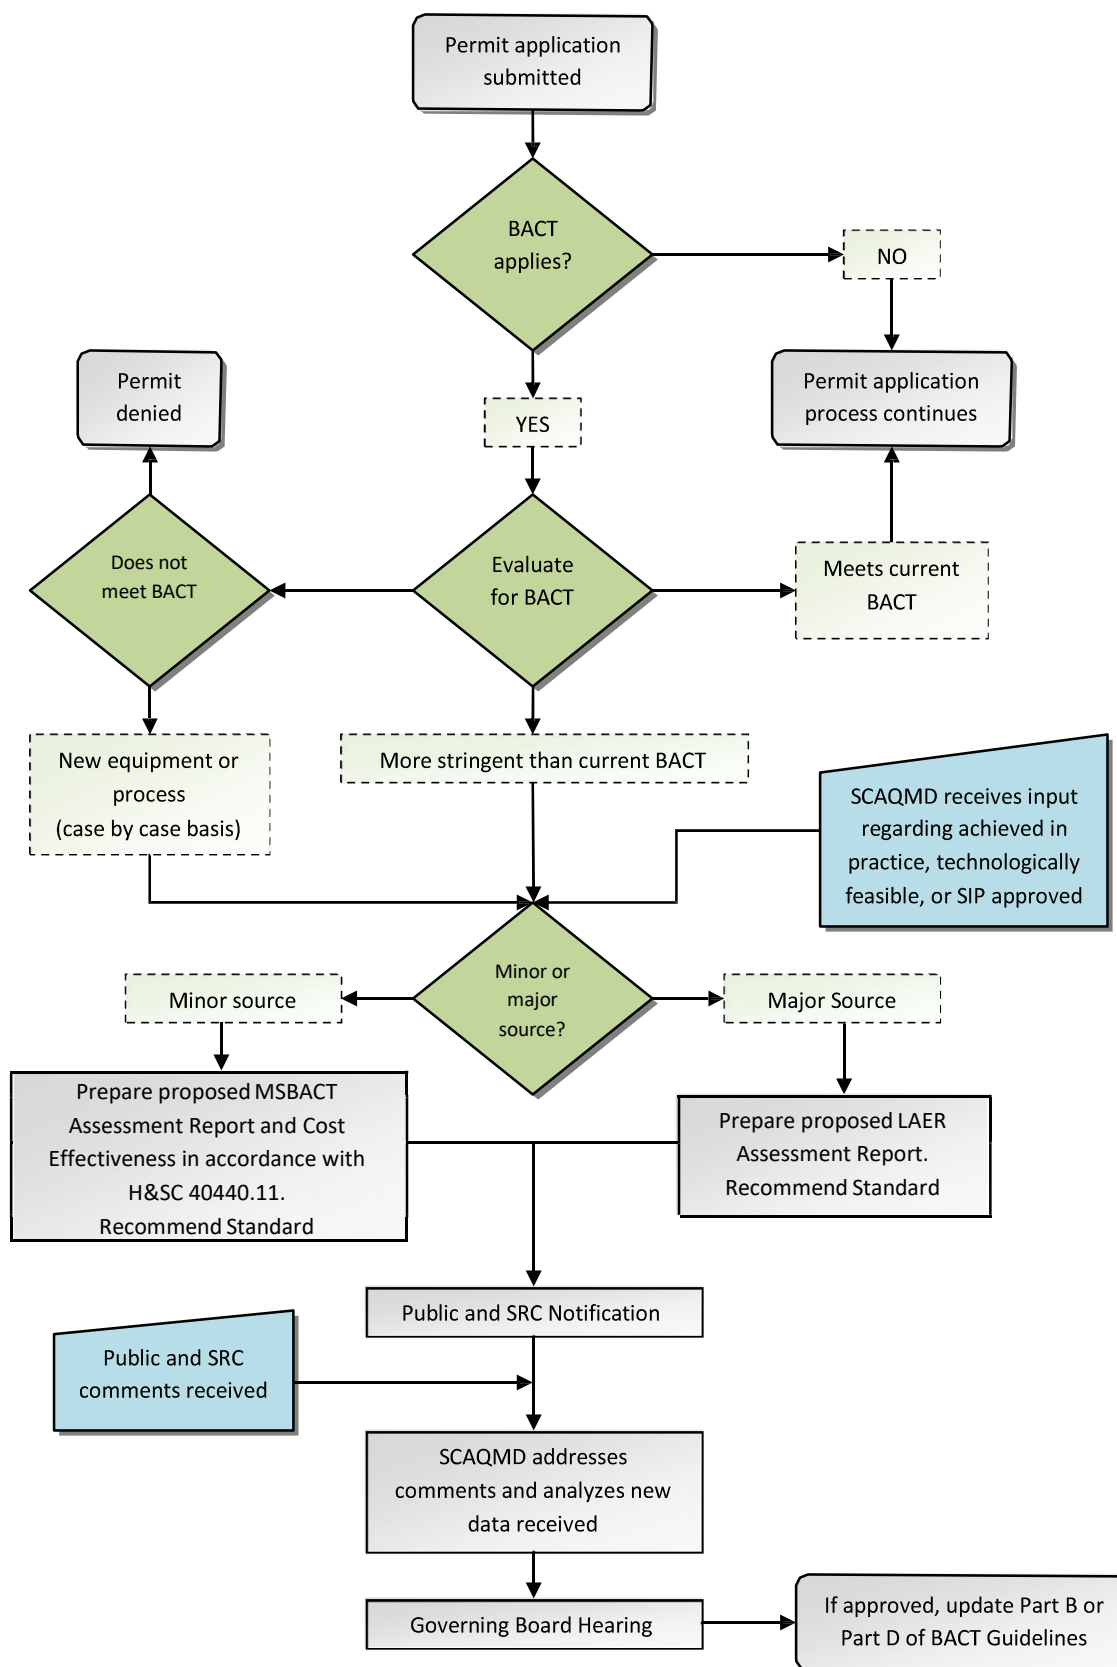 Permit application
submitted
BACT
applies?
NO
Permit
denied
YES
Permit application
process continues
Does not
meet BACT
Evaluate
for BACT
Meets current
BACT
New equipment or
process
(case by case basis)
More stringent than current BACT
SCAQMD receives input
regarding achieved in
practice, technologically
feasible, or SIP approved
Minor source
Minor or
major
source?
Major Source
Prepare proposed MSBACT
Assessment Report and Cost
Effectiveness in accordance with
H&SC 40440.11.
Recommend Standard
Prepare proposed LAER
Assessment Report.
Recommend Standard
Public and SRC Notification
Public and SRC
comments received
SCAQMD addresses
comments and analyzes new
data received
Governing Board Hearing
If approved, update Part B or
Part D of BACT Guidelines